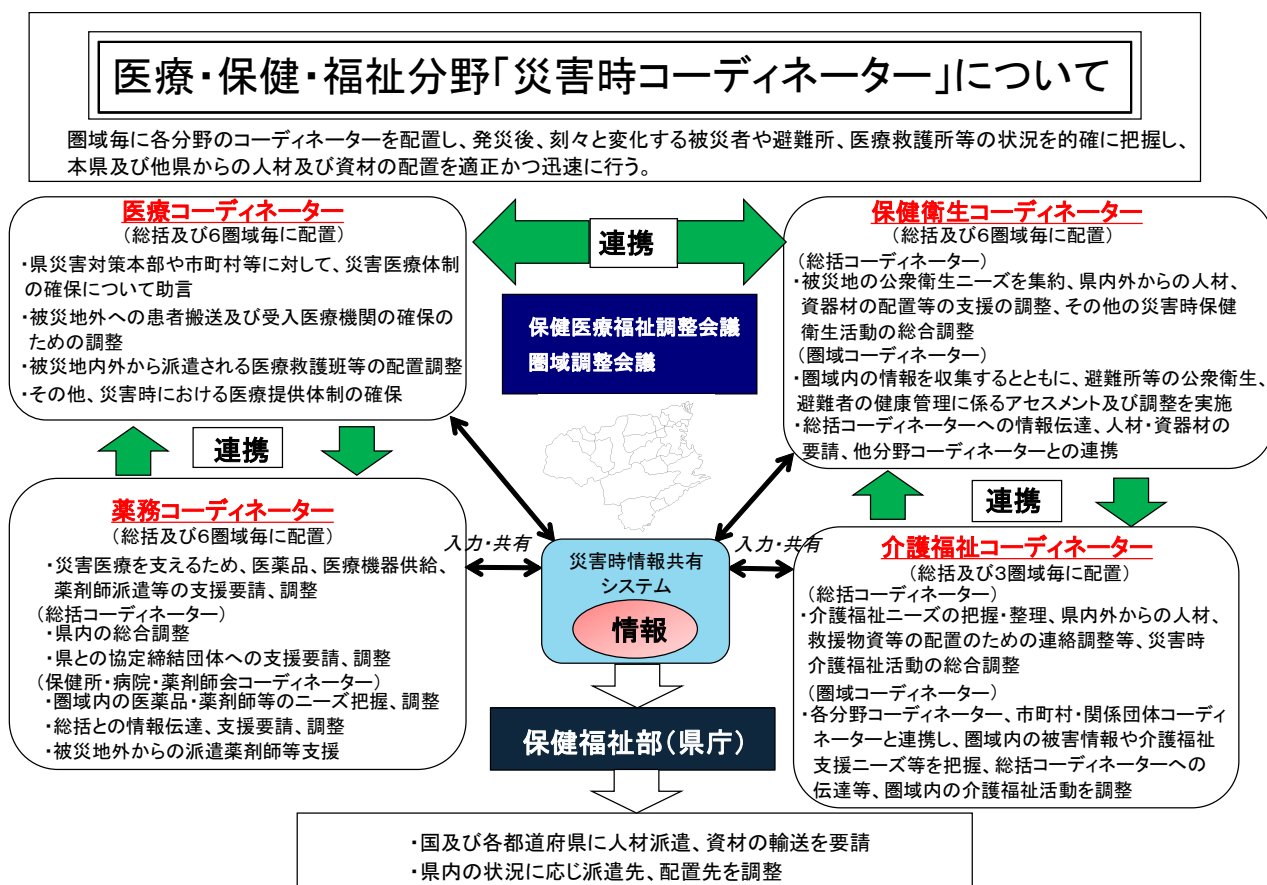 医療・保健・福祉分野「災害時コーディネーター」について
圏域毎に各分野のコーディネーターを配置し、発災後、刻々と変化する被災者や避難所、医療救護所等の状況を的確に把握し、
本県及び他県からの人材及び資材の配置を適正かつ迅速に行う。
医療コーディネーター
（総括及び6圏域毎に配置）
・県災害対策本部や市町村等に対して、災害医療体制
の確保について助言
・被災地外への患者搬送及び受入医療機関の確保の
ための調整
・被災地内外から派遣される医療救護班等の配置調整
・その他、災害時における医療提供体制の確保
連携
保健医療福祉調整会議
圏域調整会議
保健衛生コーディネーター
（総括及び6圏域毎に配置）
（総括コーディネーター）
・被災地の公衆衛生ニーズを集約、県内外からの人材、
資器材の配置等の支援の調整、その他の災害時保健
衛生活動の総合調整
（圏域コーディネーター）
・圏域内の情報を収集するとともに、避難所等の公衆衛生、
避難者の健康管理に係るアセスメント及び調整を実施
・総括コーディネーターへの情報伝達、人材・資器材の
要請、他分野コーディネーターとの連携
連携
連携
薬務コーディネーター
（総括及び6圏域毎に配置）
・災害医療を支えるため、医薬品、医療機器供給、
薬剤師派遣等の支援要請、調整
（総括コーディネーター）
・県内の総合調整
・県との協定締結団体への支援要請、調整
（保健所・病院・薬剤師会コーディネーター）
・圏域内の医薬品・薬剤師等のニーズ把握、調整
・総括との情報伝達、支援要請、調整
・被災地外からの派遣薬剤師等支援
入力・共有
災害時情報共有
システム
情報
入力・共有
保健福祉部（県庁）
介護福祉コーディネーター
（総括及び3圏域毎に配置）
（総括コーディネーター）
・介護福祉ニーズの把握・整理、県内外からの人材、
救援物資等の配置のための連絡調整等、災害時
介護福祉活動の総合調整
（圏域コーディネーター）
・各分野コーディネーター、市町村・関係団体コーディ
ネーターと連携し、圏域内の被害情報や介護福祉
支援ニーズ等を把握、総括コーディネーターへの
伝達等、圏域内の介護福祉活動を調整
・国及び各都道府県に人材派遣、資材の輸送を要請
・県内の状況に応じ派遣先、配置先を調整